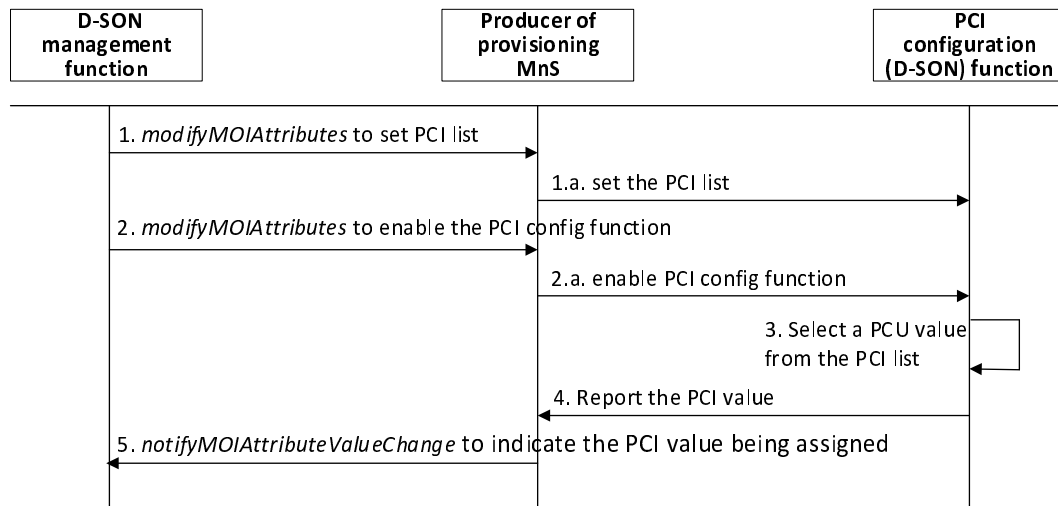 D-SON
management
function
Producer of
provisioning
MnS
PCI
configuration
(D-SON) function
1. modifyMOIAttributes to set PCI list
1.a. set the PCI list
2. modifyMOIAttributes to enable the PCI config function
2.a. enable PCI config function
3. Select a PCU value
from the PCI list
4. Report the PCI value
5. notifyMOIAttributeValueChange to indicate the PCI value being assigned